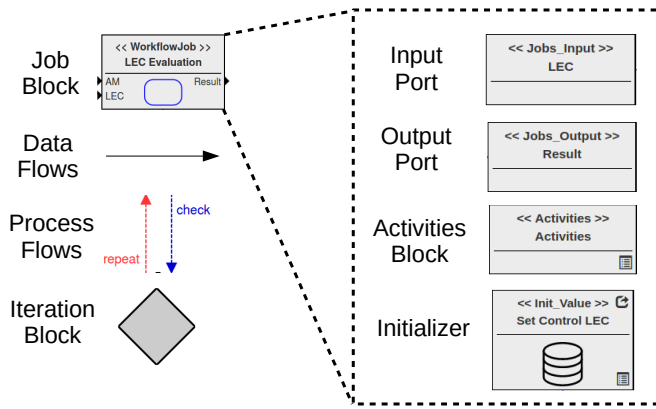 Job
Block
<< WorkflowJob >>
LEC Evaluation
AM
Result
LEC
Data
Flows
Process
Flows
check
repeat
Iteration
Block
Input
Port
<< Jobs_Input >>
LEC
Output
Port
<< Jobs_Output >>
Result
Activities
Block
<< Activities >>
Activities
Initializer
<< Init_Value >>
Set Control LEC